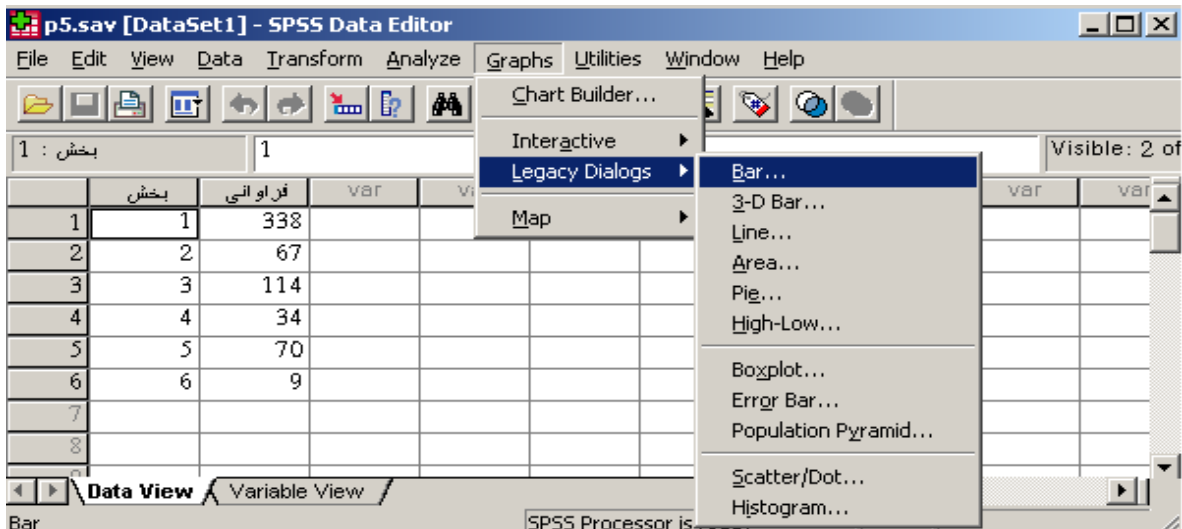 p5.sav [DataSet1] - SPSS Data Editor
File Edit View Data Transform Analyze Graphs Utilities Window Help
Chart Builder...
Interactive
Legacy Dialogs
Map
Bar...
3-D Bar...
Line...
Area...
Pie...
High-Low...
Boxplot...
Error Bar...
Population Pyramid...
Scatter/Dot...
Histogram...
1 : بخش 1 Visible: 2 of
بخش فراوانی var var var
1 1 338
2 2 67
3 3 114
4 4 34
5 5 70
6 6 9
7
8
Data View Variable View
Bar SPSS Processor is